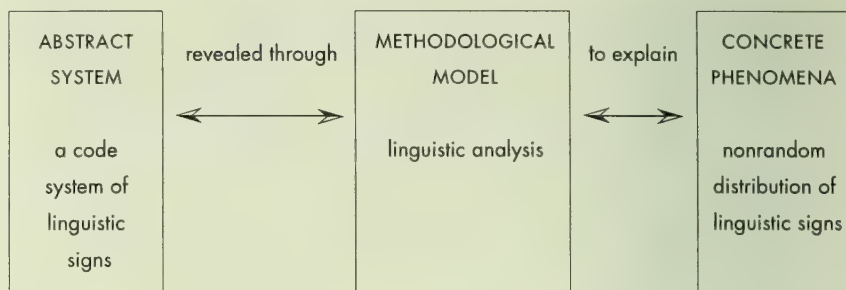 ABSTRACT
SYSTEM
a code
system of
linguistic
signs
revealed through
METHODOLOGICAL
MODEL
linguistic analysis
to explain
CONCRETE
PHENOMENA
nonrandom
distribution of
linguistic signs